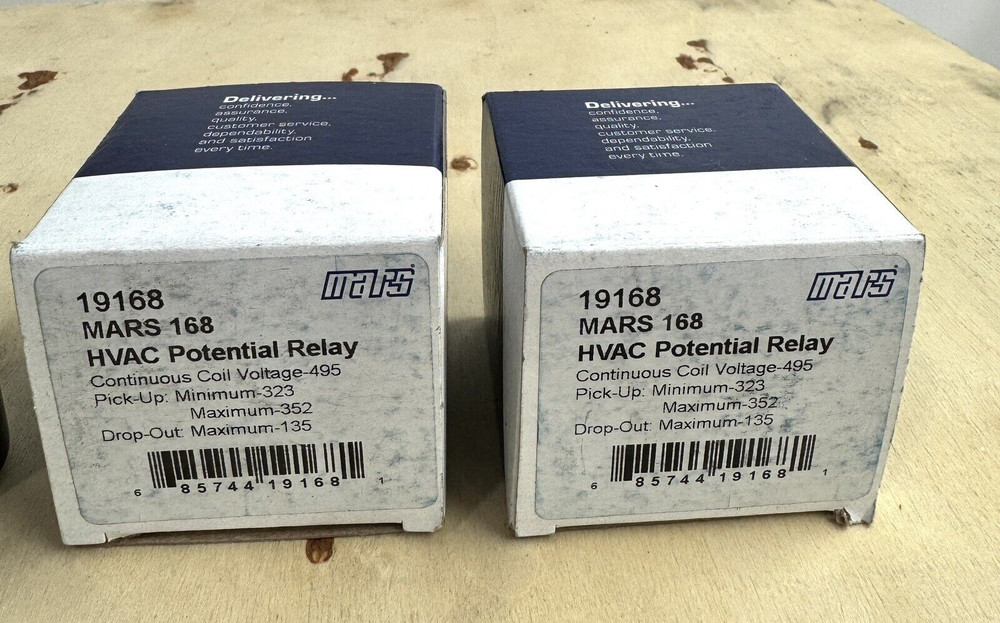 Delivering...
confidence,
assurance,
quality,
customer service,
dependability,
and satisfaction
every time.
19168
mars
MARS 168
HVAC Potential Relay
Continuous Coil Voltage-495
Pick-Up: Minimum-323
Maximum-352
Drop-Out: Maximum-135
6 85744 19168 1
Delivering...
confidence,
assurance,
quality,
customer service,
dependability,
and satisfaction
every time.
19168
mars
MARS 168
HVAC Potential Relay
Continuous Coil Voltage-495
Pick-Up: Minimum-323
Maximum-352
Drop-Out: Maximum-135
6 85744 19168 1